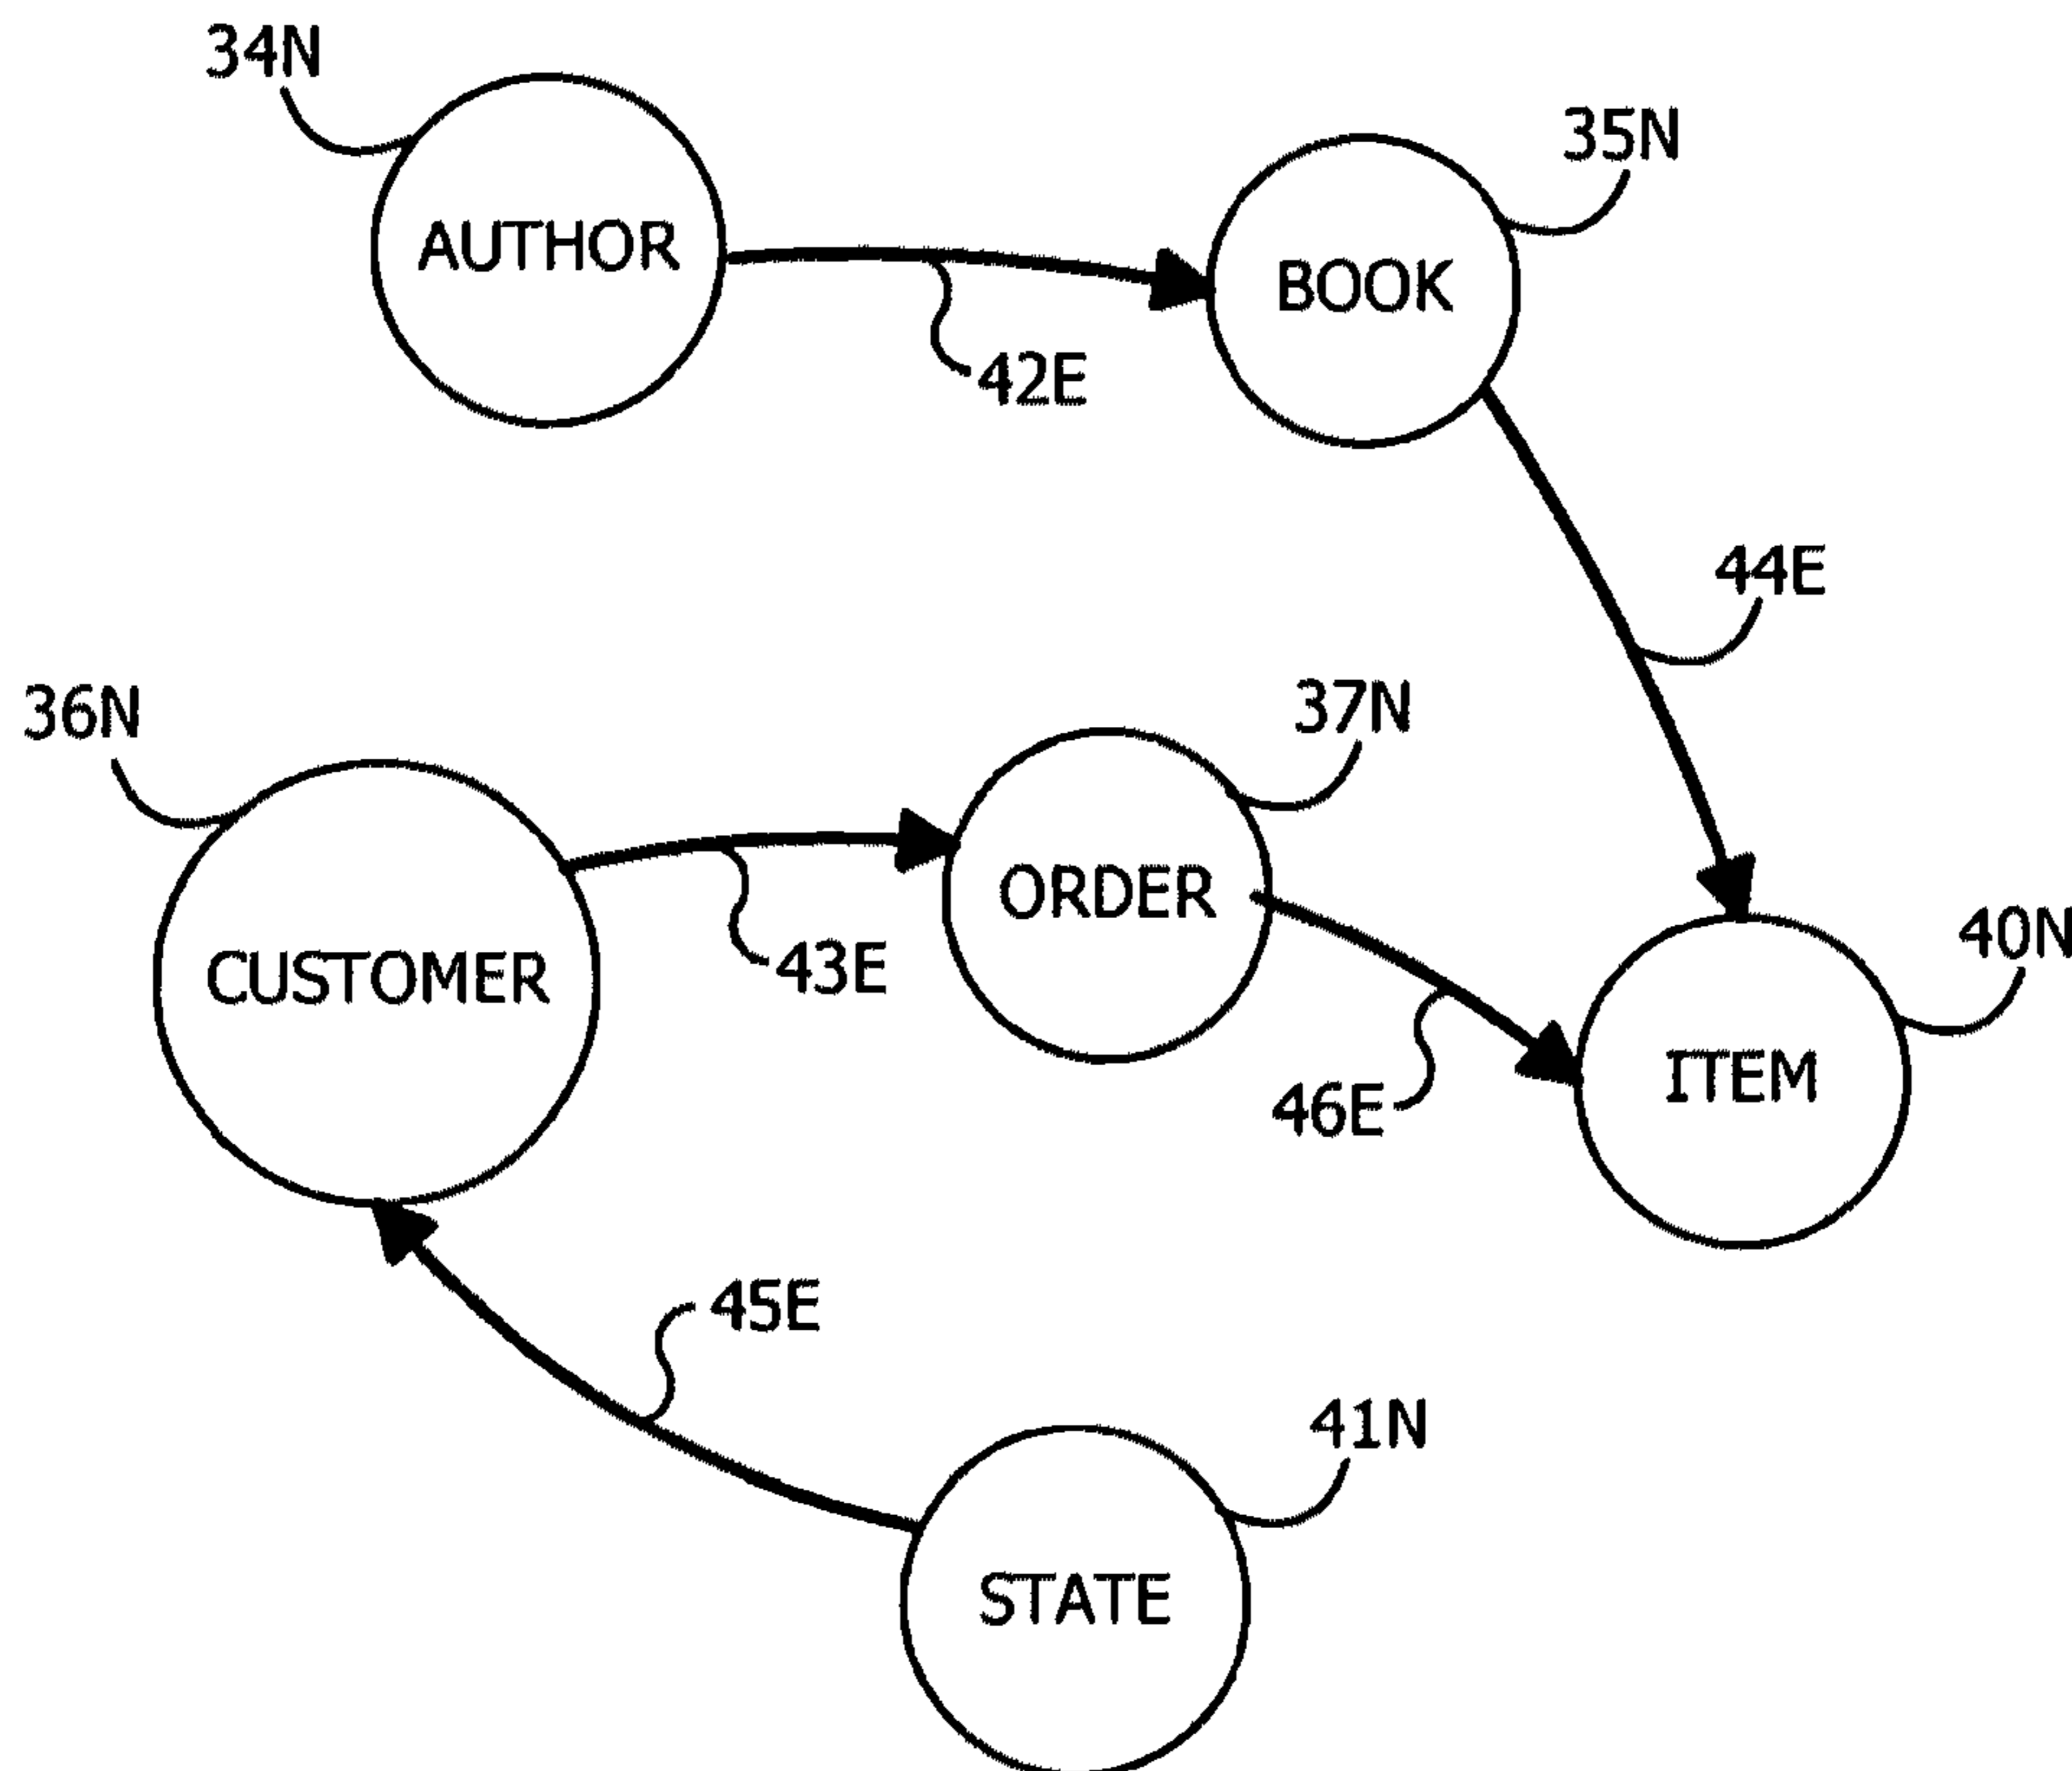 34N
35N
AUTHOR
BOOK
42E
44E
36N
37N
ORDER
40N
CUSTOMER
43E
ITEM
46E
45E
41N
STATE